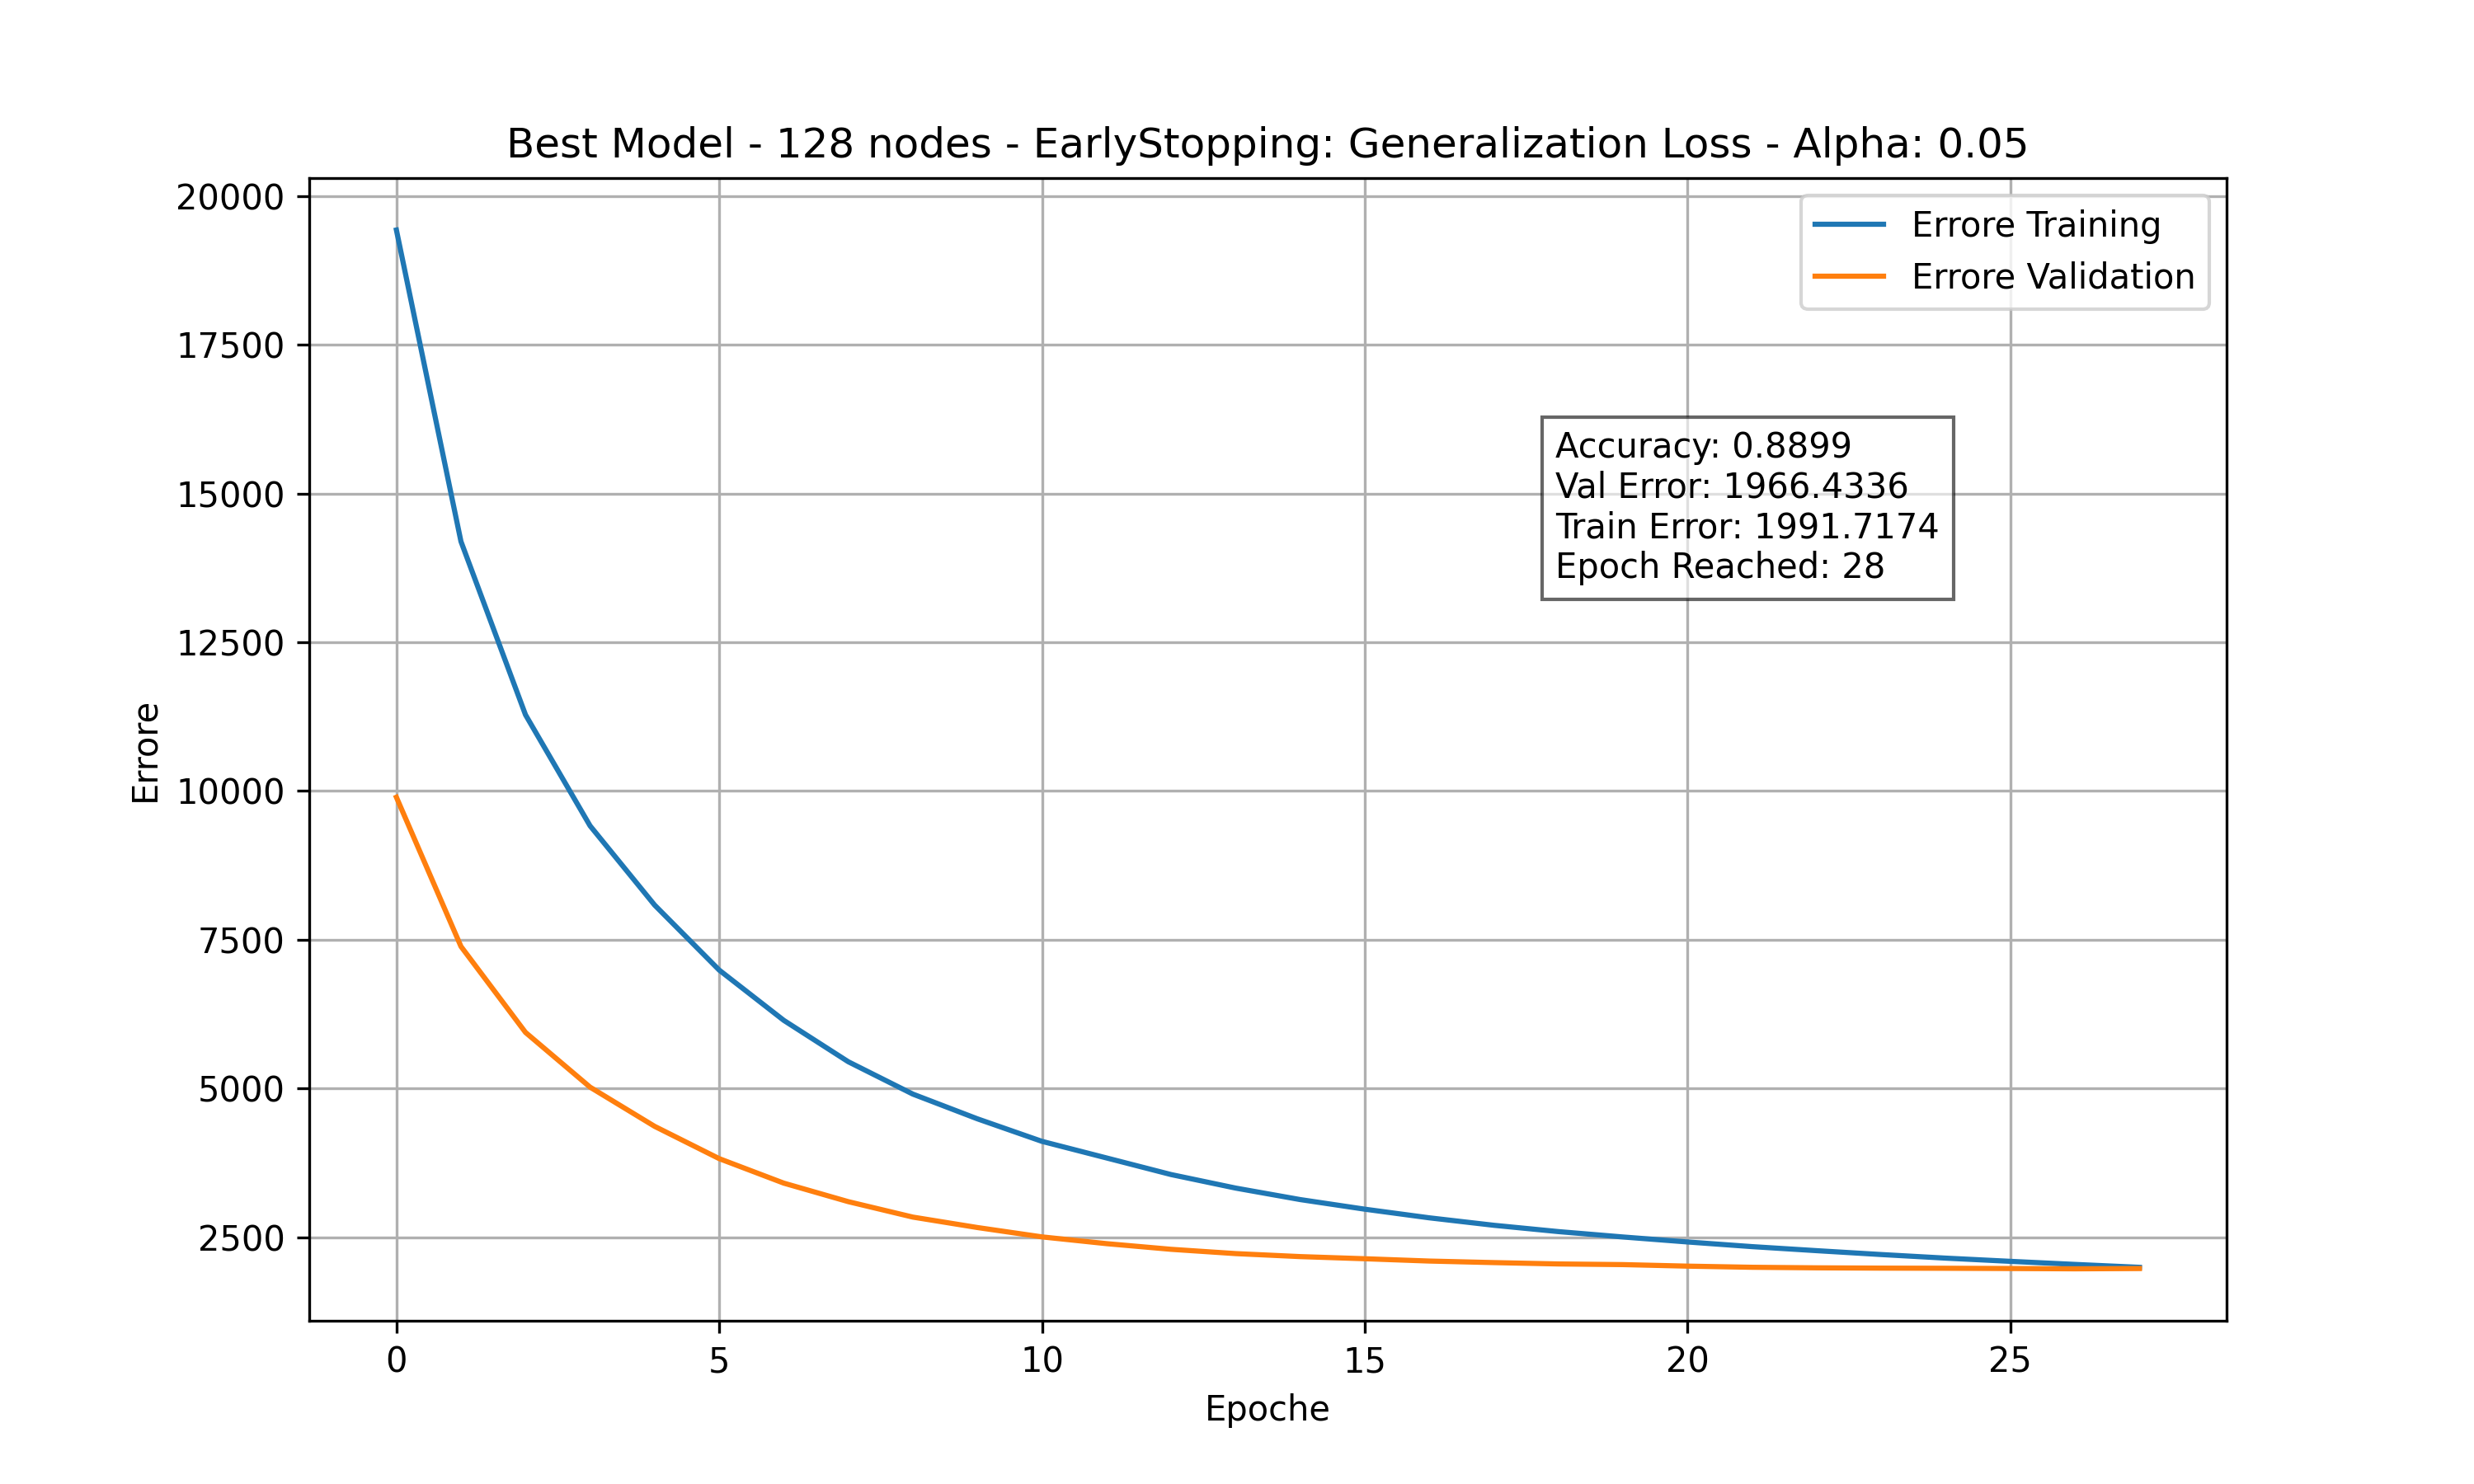 Best Model - 128 nodes - EarlyStopping: Generalization Loss - Alpha: 0.05
20000
17500
15000
12500
10000
7500
5000
2500
Errore
Errore Training
Errore Validation
Accuracy: 0.8899
Val Error: 1966.4336
Train Error: 1991.7174
Epoch Reached: 28
0 5 10 15 20 25
Epoche